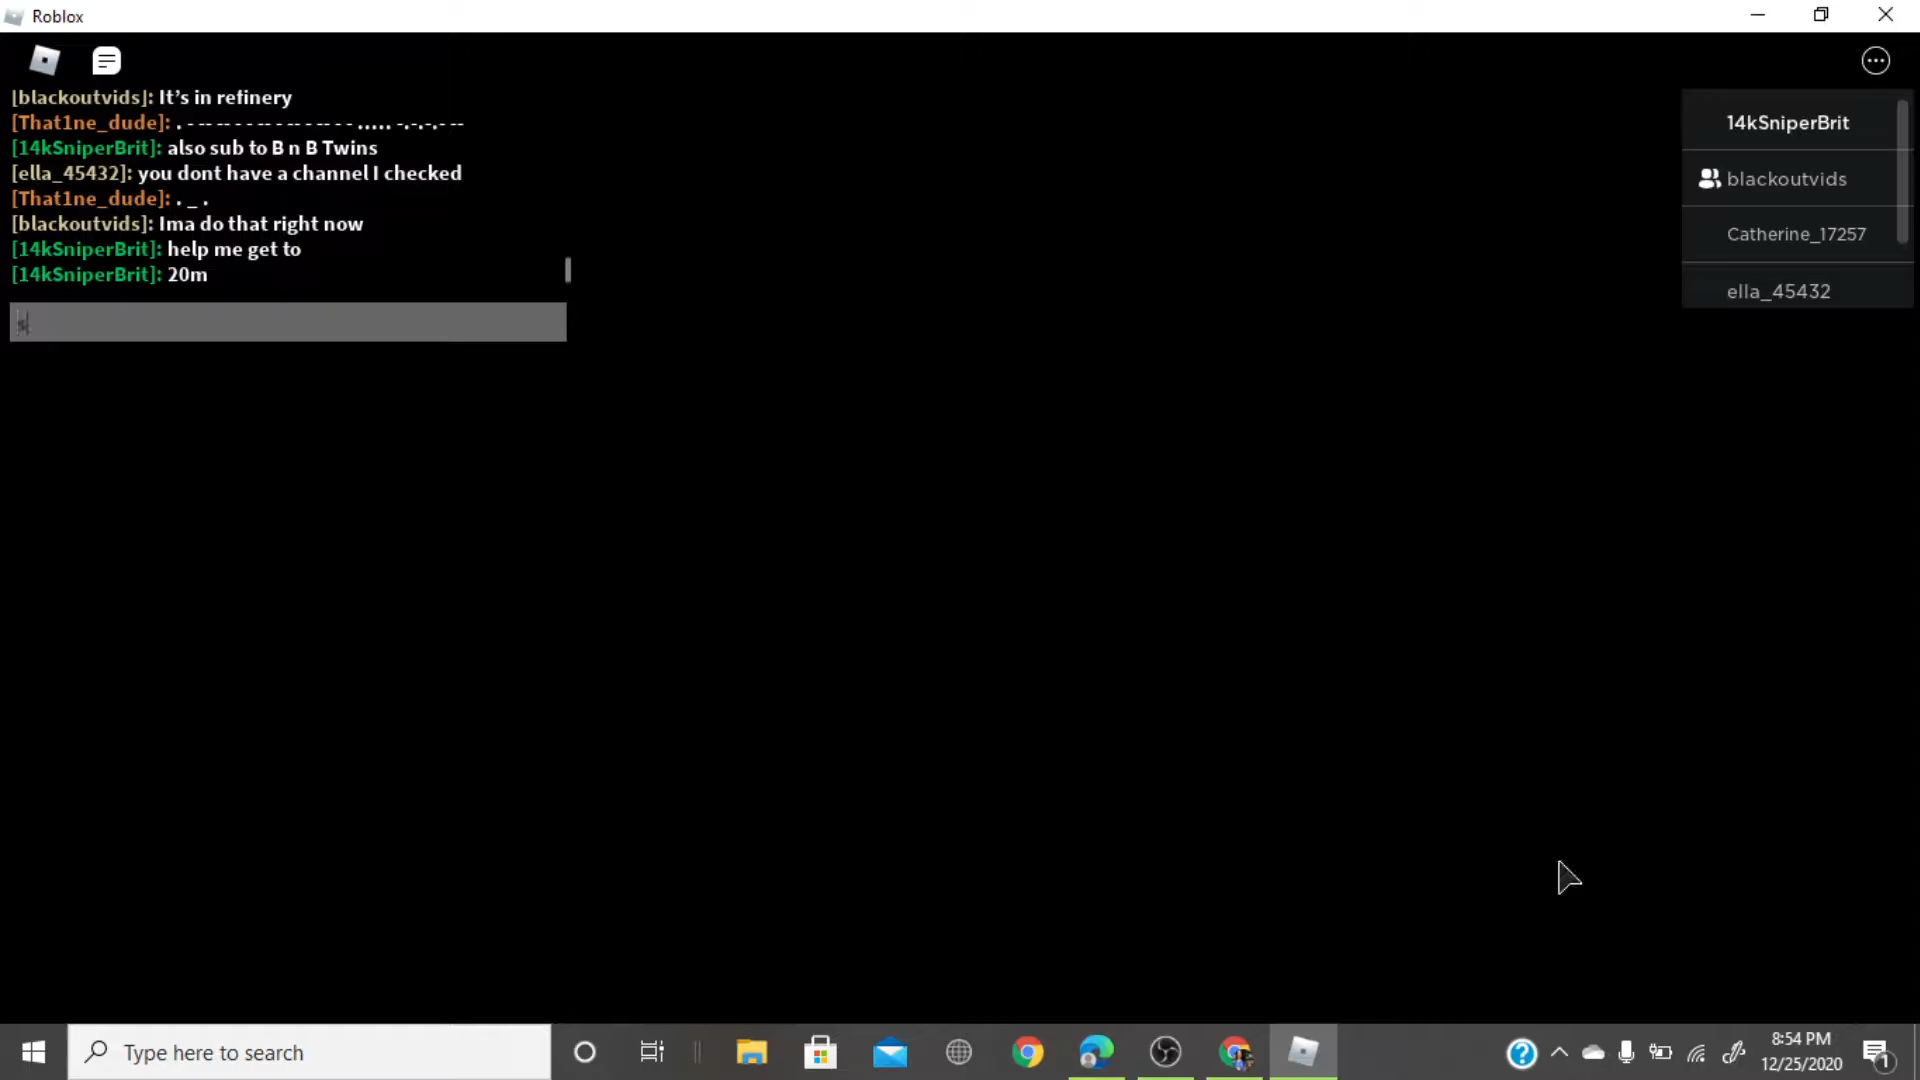 Roblox
[blackoutvids]: It's in refinery
[That1ne_dude]: . - -- -- - - -- - -- - -- - - ..... -.-.-.- --
[14kSniperBrit]: also sub to B n B Twins
[ella_45432]: you dont have a channel I checked
[That1ne_dude]: . _ .
[blackoutvids]: Ima do that right now
[14kSniperBrit]: help me get to
[14kSniperBrit]: 20m
14kSniperBrit
blackoutvids
Catherine_17257
ella_45432
Type here to search
8:54 PM
12/25/2020
1